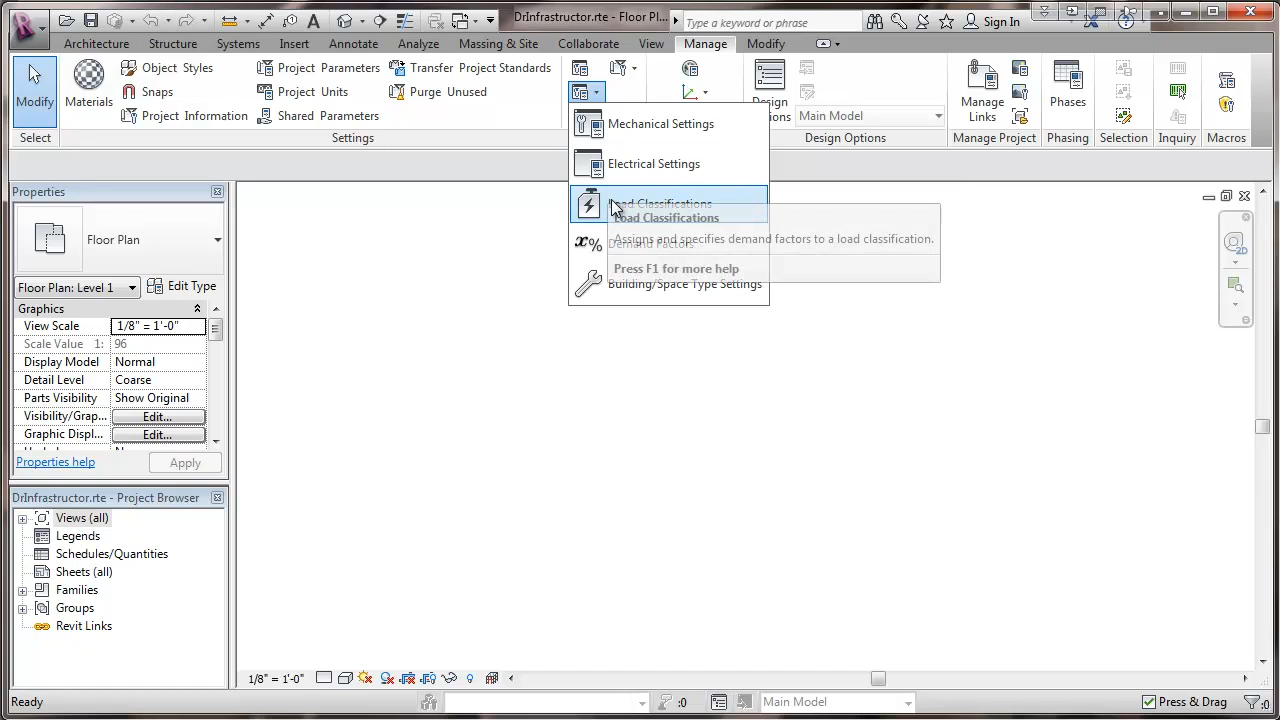 DrInfrastructor.rte - Floor Pl...
Type a keyword or phrase
Sign In
Architecture
Structure
Systems
Insert
Annotate
Analyze
Massing & Site
Collaborate
View
Manage
Modify
Modify
Select
Materials
Object Styles
Snaps
Project Information
Project Parameters
Project Units
Shared Parameters
Transfer Project Standards
Purge Unused
Settings
Design
Main Model
Design Options
Manage
Links
Manage Project
Phases
Phasing
Selection
Inquiry
Macros
Mechanical Settings
Electrical Settings
Load Classifications
Load Classifications
Assigns and specifies demand factors to a load classification.
Demand Factors
Press F1 for more help
Building/Space Type Settings
Properties
Floor Plan
Floor Plan: Level 1
Edit Type
Graphics
View Scale 1/8" = 1'-0"
Scale Value 1: 96
Display Model Normal
Detail Level Coarse
Parts Visibility Show Original
Visibility/Grap... Edit...
Graphic Displ... Edit...
Properties help
Apply
DrInfrastructor.rte - Project Browser
Views (all)
Legends
Schedules/Quantities
Sheets (all)
Families
Groups
Revit Links
1/8" = 1'-0"
Ready
:0
Main Model
Press & Drag
:0